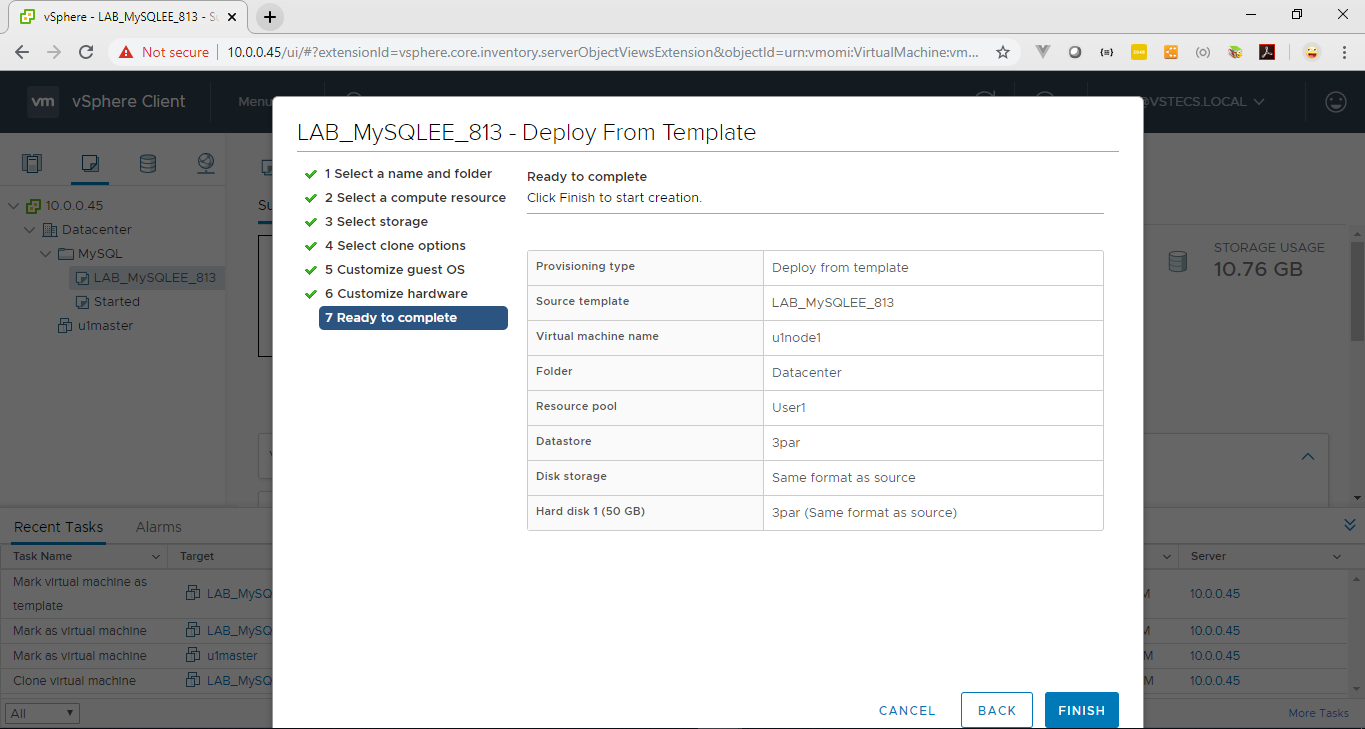 vSphere - LAB_MySQLEE_813 - Su
Not secure
10.0.0.45/ui/#?extensionId=vsphere.core.inventory.serverObjectViewsExtension&objectId=urn:vmomi:VirtualMachine:vm...
vm
vSphere Client
Menu
@VSTECS.LOCAL
10.0.0.45
Datacenter
MySQL
LAB_MySQLEE_813
Started
u1master
Su
STORAGE USAGE
10.76 GB
LAB_MySQLEE_813 - Deploy From Template
1 Select a name and folder
2 Select a compute resource
3 Select storage
4 Select clone options
5 Customize guest OS
6 Customize hardware
7 Ready to complete
Ready to complete
Click Finish to start creation.
Provisioning type Deploy from template
Source template LAB_MySQLEE_813
Virtual machine name u1node1
Folder Datacenter
Resource pool User1
Datastore 3par
Disk storage Same format as source
Hard disk 1 (50 GB) 3par (Same format as source)
CANCEL
BACK
FINISH
Recent Tasks
Alarms
Task Name Target Server
Mark virtual machine as
template
LAB_MySQ
M 10.0.0.45
Mark as virtual machine LAB_MySQ M 10.0.0.45
Mark as virtual machine u1master M 10.0.0.45
Clone virtual machine LAB_MySQ M 10.0.0.45
All
More Tasks